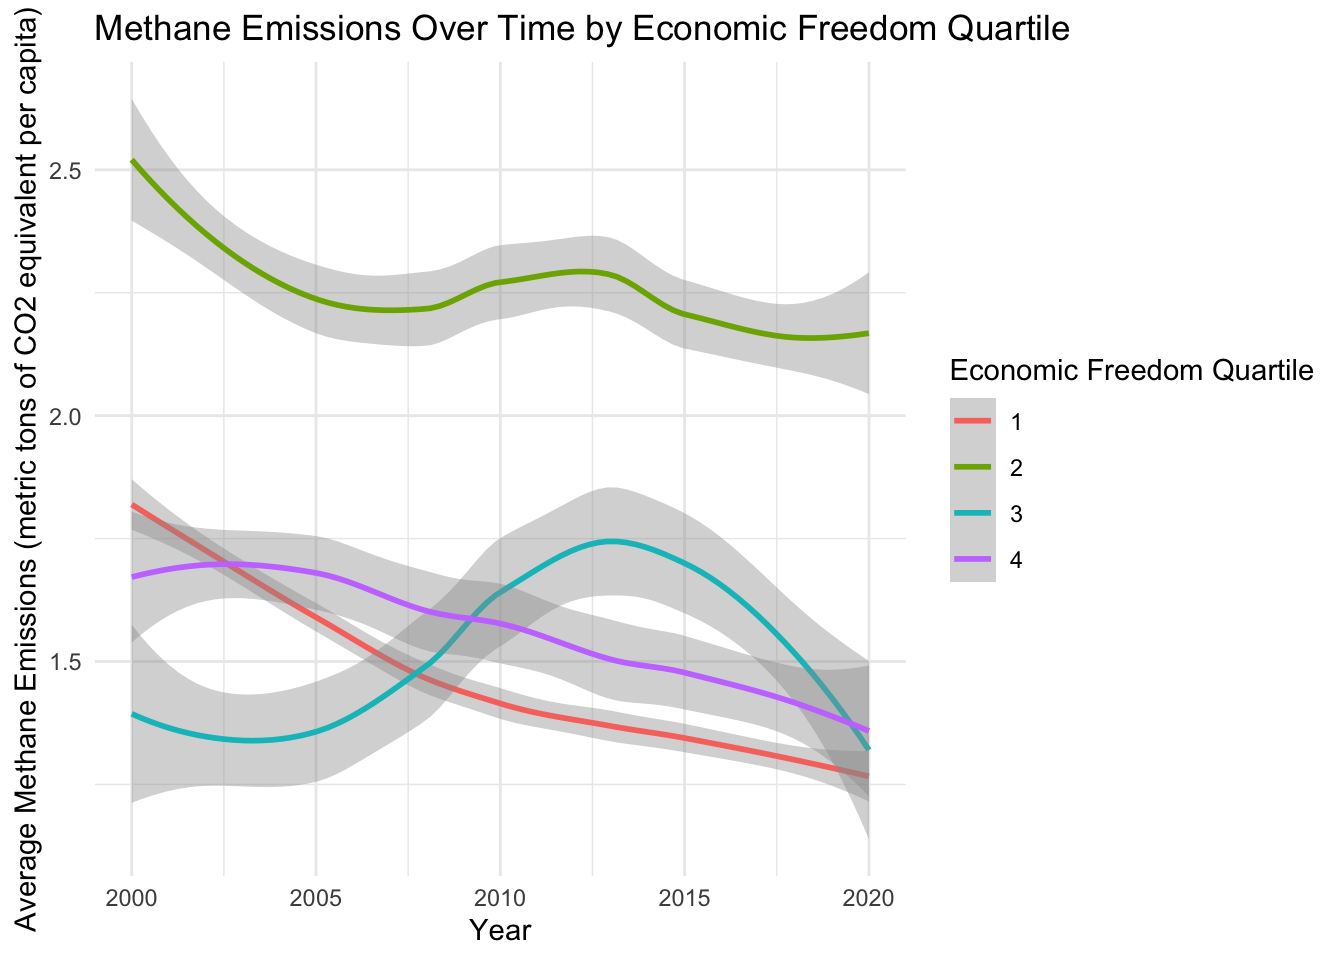 Methane Emissions Over Time by Economic Freedom Quartile
Average Methane Emissions (metric tons of CO2 equivalent per capita)
2.5
2.0
1.5
2000 2005 2010 2015 2020
Year
Economic Freedom Quartile
1
2
3
4